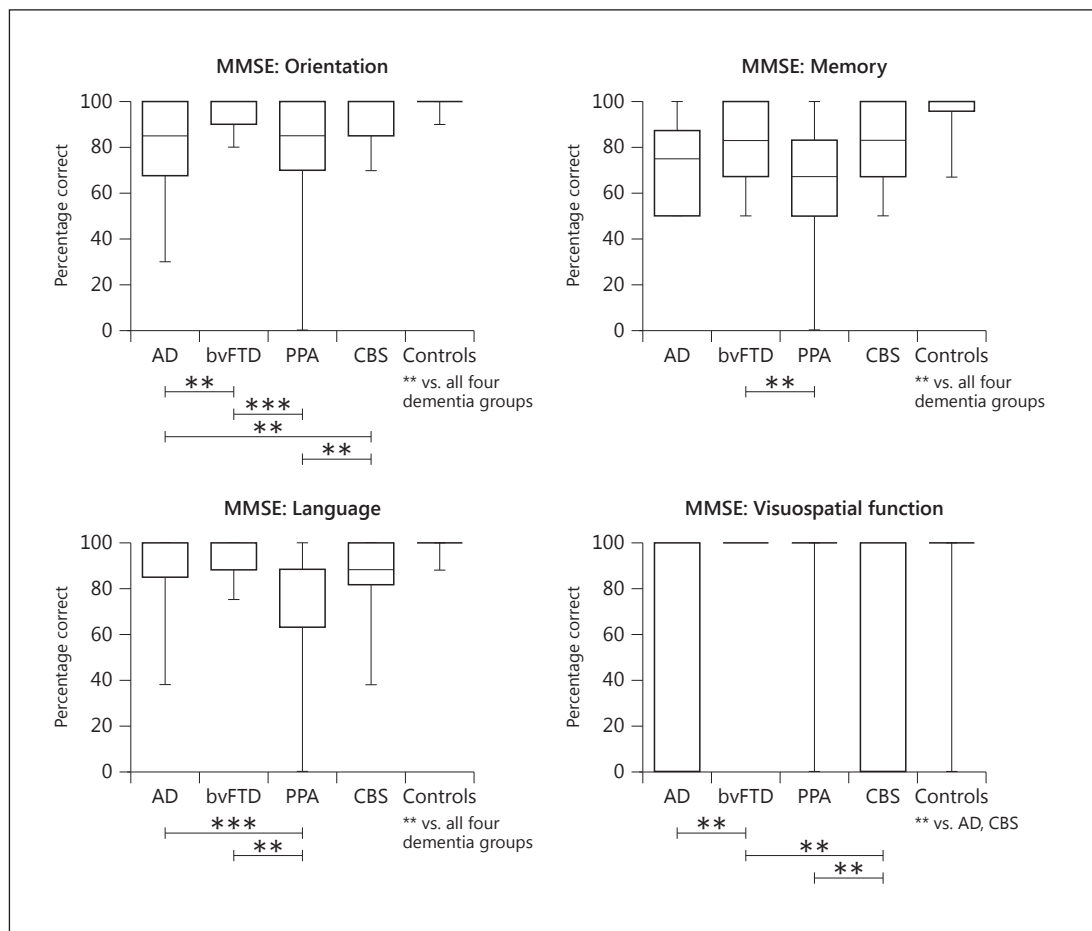 MMSE: Orientation
Percentage correct
100
80
60
40
20
0
AD bvFTD PPA CBS Controls
** vs. all four
dementia groups
**
***
**
**
MMSE: Memory
Percentage correct
100
80
60
40
20
0
AD bvFTD PPA CBS Controls
** vs. all four
dementia groups
**
MMSE: Language
Percentage correct
100
80
60
40
20
0
AD bvFTD PPA CBS Controls
** vs. all four
dementia groups
***
**
MMSE: Visuospatial function
Percentage correct
100
80
60
40
20
0
AD bvFTD PPA CBS Controls
** vs. AD, CBS
**
**
**